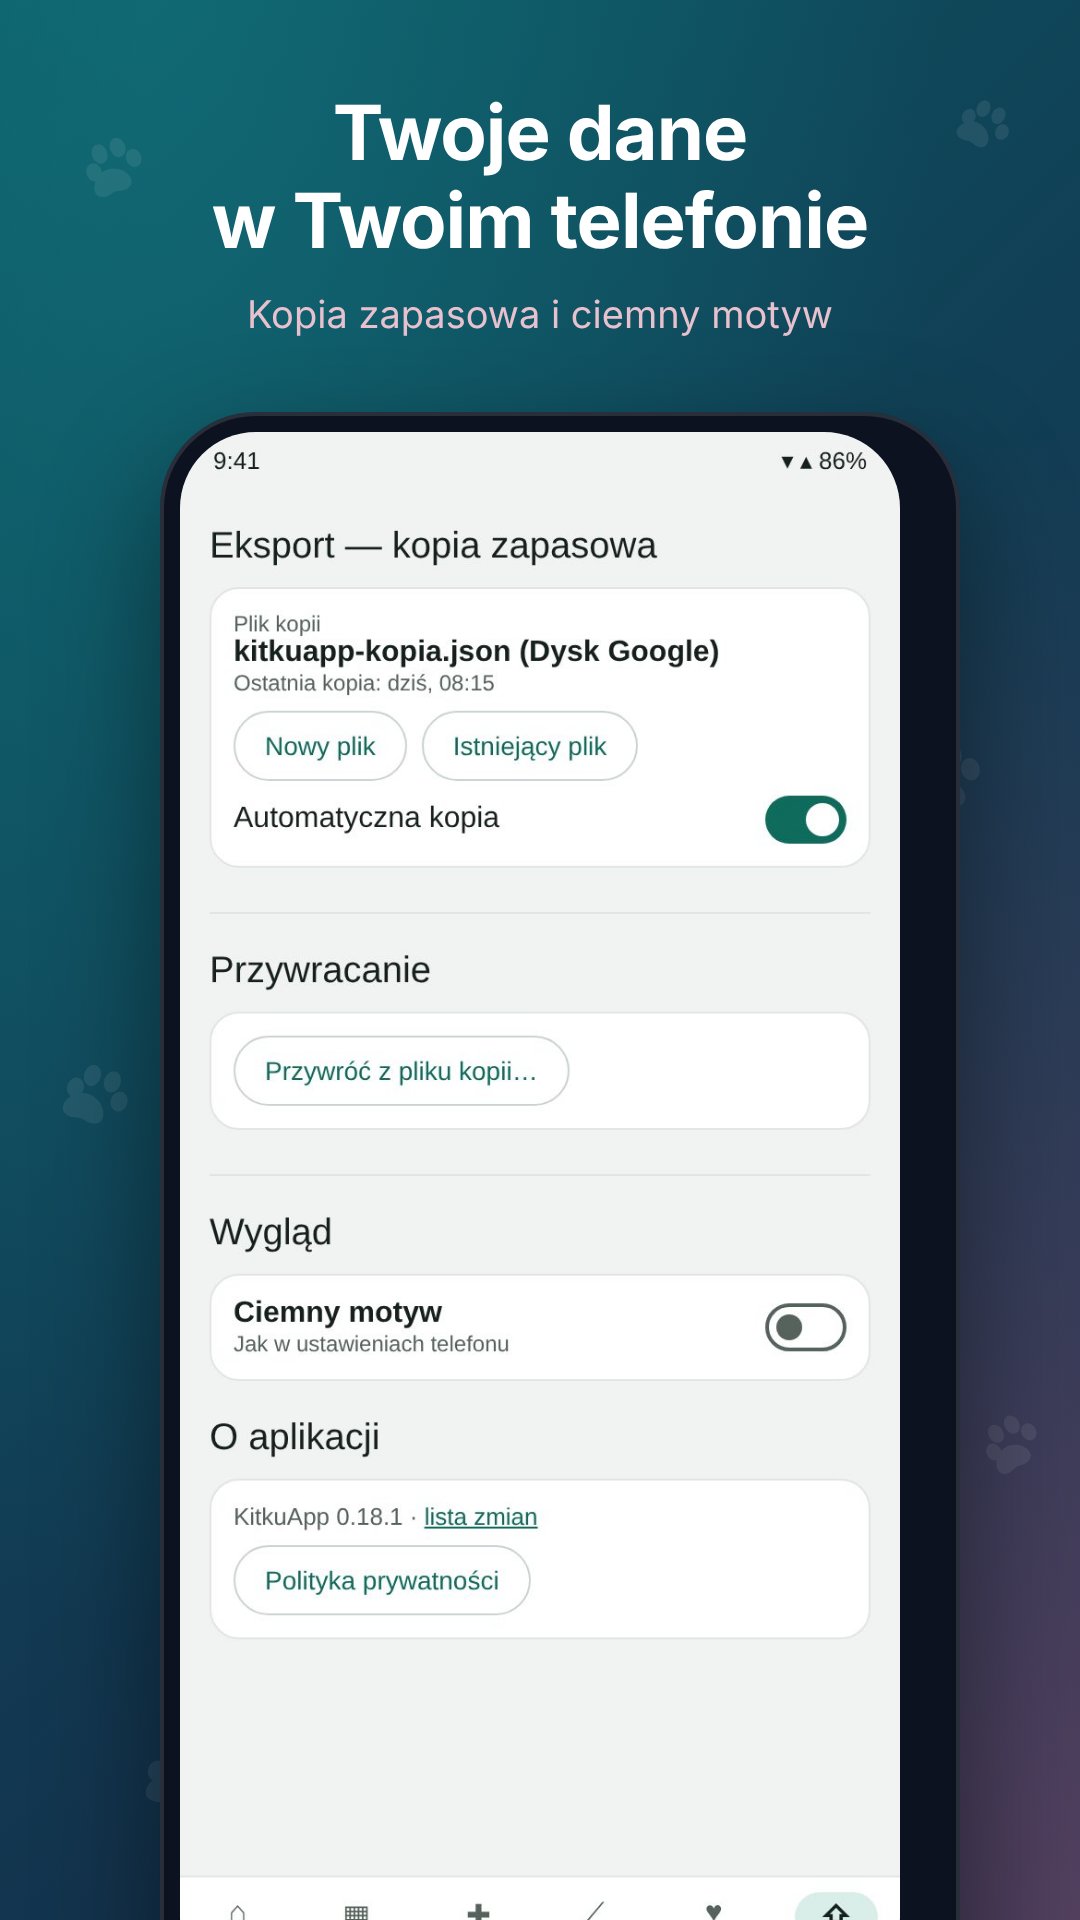 Twoje dane
w Twoim telefonie
Kopia zapasowa i ciemny motyw
9:41
86%
Eksport — kopia zapasowa
Plik kopii
kitkuapp-kopia.json (Dysk Google)
Ostatnia kopia: dziś, 08:15
Nowy plik
Istniejący plik
Automatyczna kopia
Przywracanie
Przywróć z pliku kopii…
Wygląd
Ciemny motyw
Jak w ustawieniach telefonu
O aplikacji
KitkuApp 0.18.1 · lista zmian
Polityka prywatności